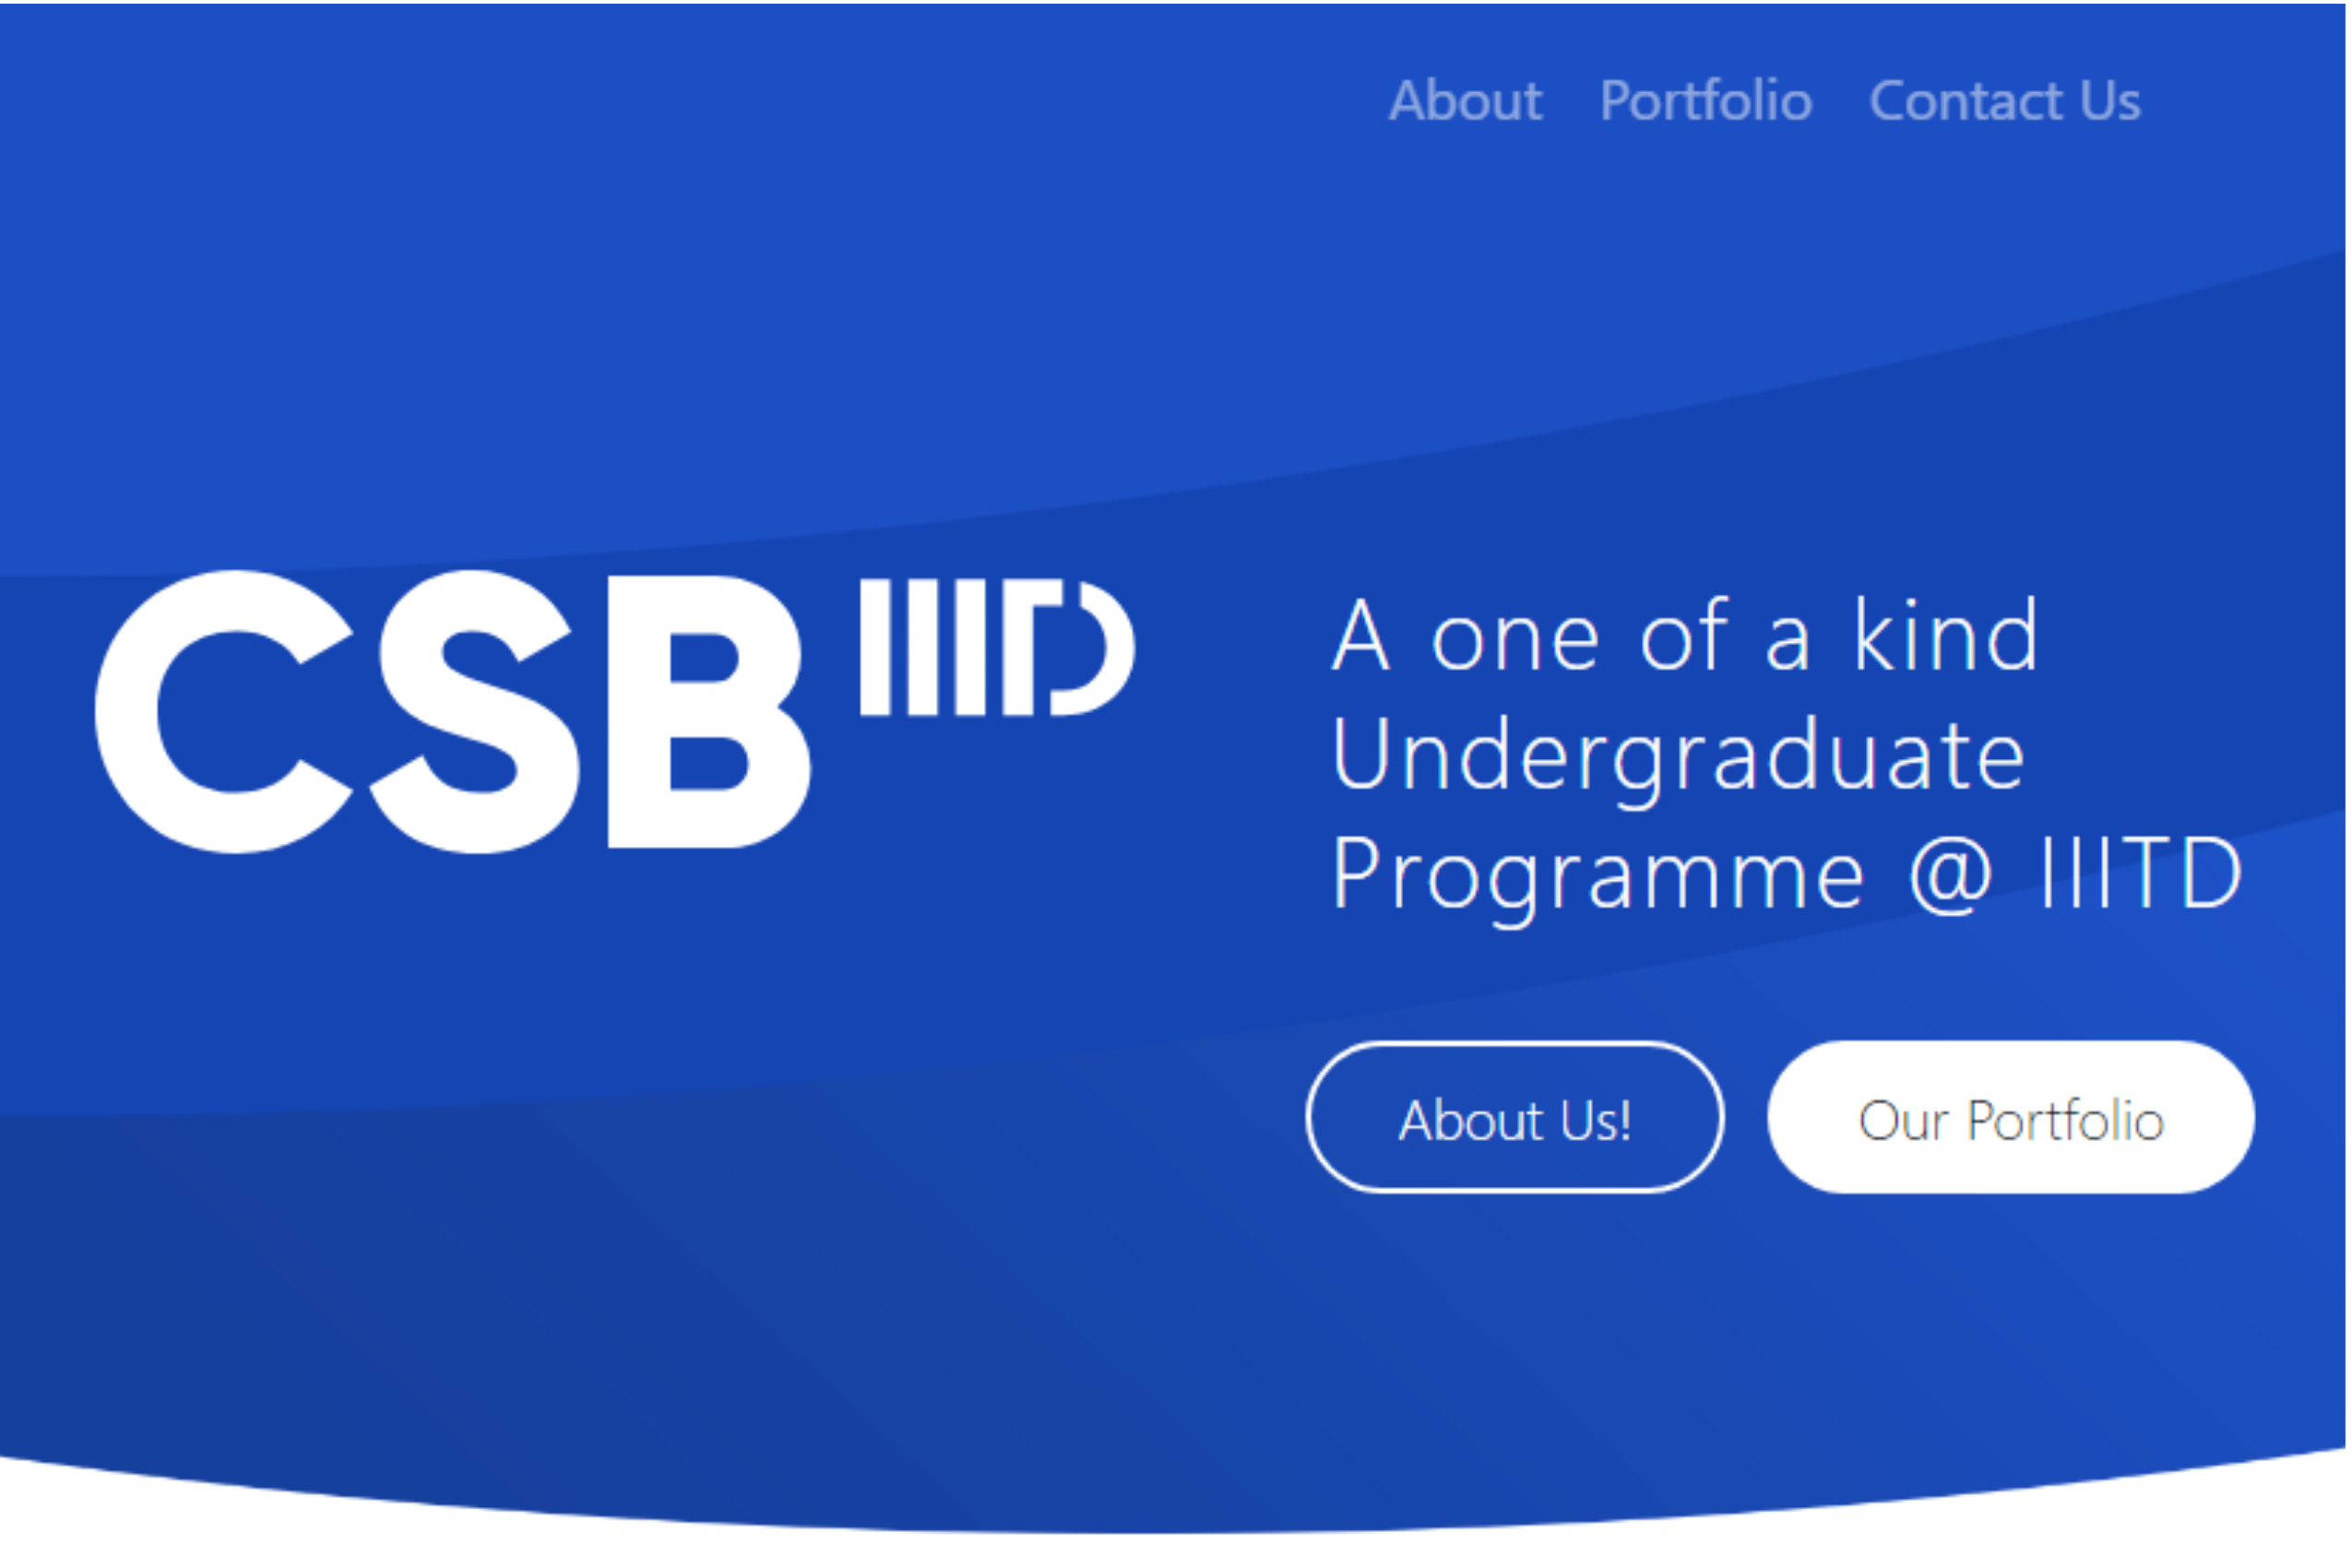 About Portfolio Contact Us
CSB IIITD
A one of a kind
Undergraduate
Programme @ IIITD
About Us! Our Portfolio